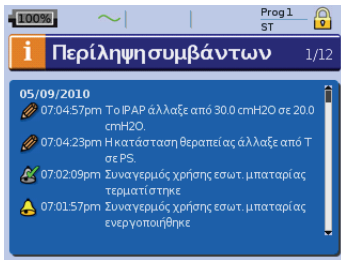 100%
Prog 1
ST
i Περίληψη συμβάντων 1/12
05/09/2010
07:04:57pm Το IPAP άλλαξε από 30.0 cmH2O σε 20.0
cmH2O.
07:04:23pm Η κατάσταση θεραπείας άλλαξε από T
σε PS.
07:02:09pm Συναγερμός χρήσης εσωτ. μπαταρίας
τερματίστηκε
07:01:57pm Συναγερμός χρήσης εσωτ. μπαταρίας
ενεργοποιήθηκε